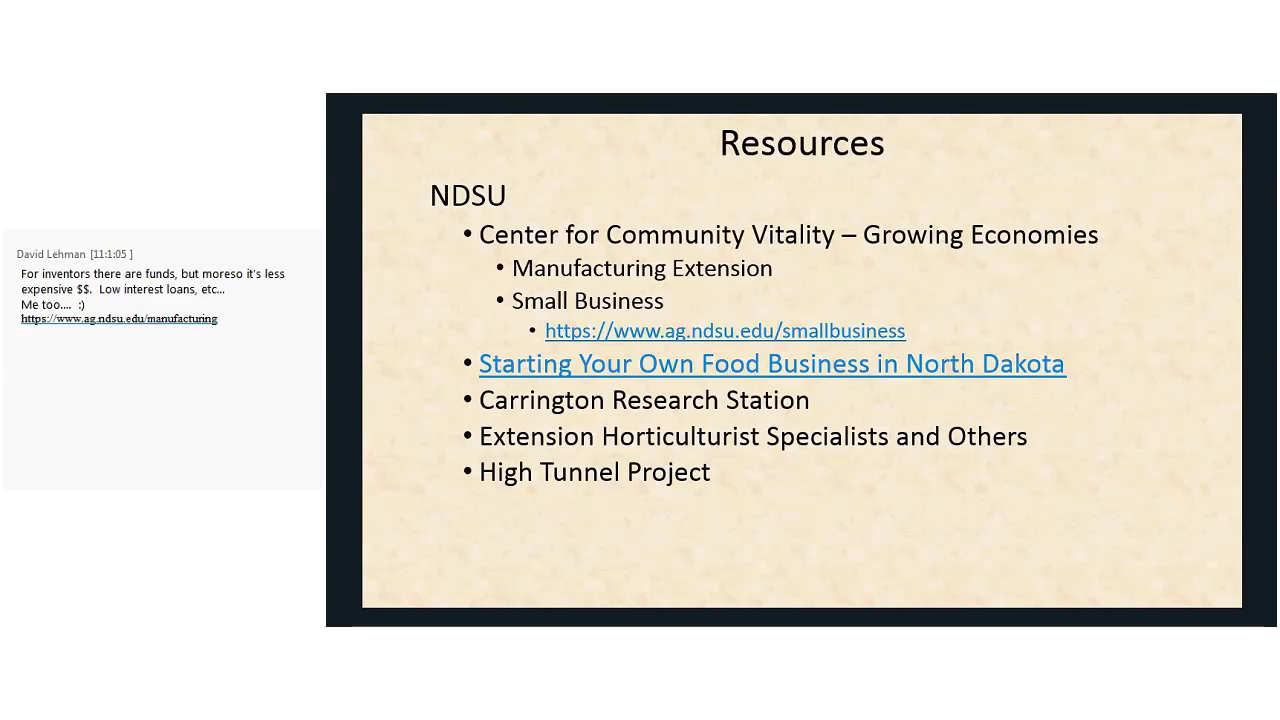 David Lehman [11:1:05 ]
For inventors there are funds, but moreso it's less
expensive $$.  Low interest loans, etc...
Me too....  :)
https://www.ag.ndsu.edu/manufacturing
Resources
NDSU
• Center for Community Vitality – Growing Economies
• Manufacturing Extension
• Small Business
• https://www.ag.ndsu.edu/smallbusiness
• Starting Your Own Food Business in North Dakota
• Carrington Research Station
• Extension Horticulturist Specialists and Others
• High Tunnel Project